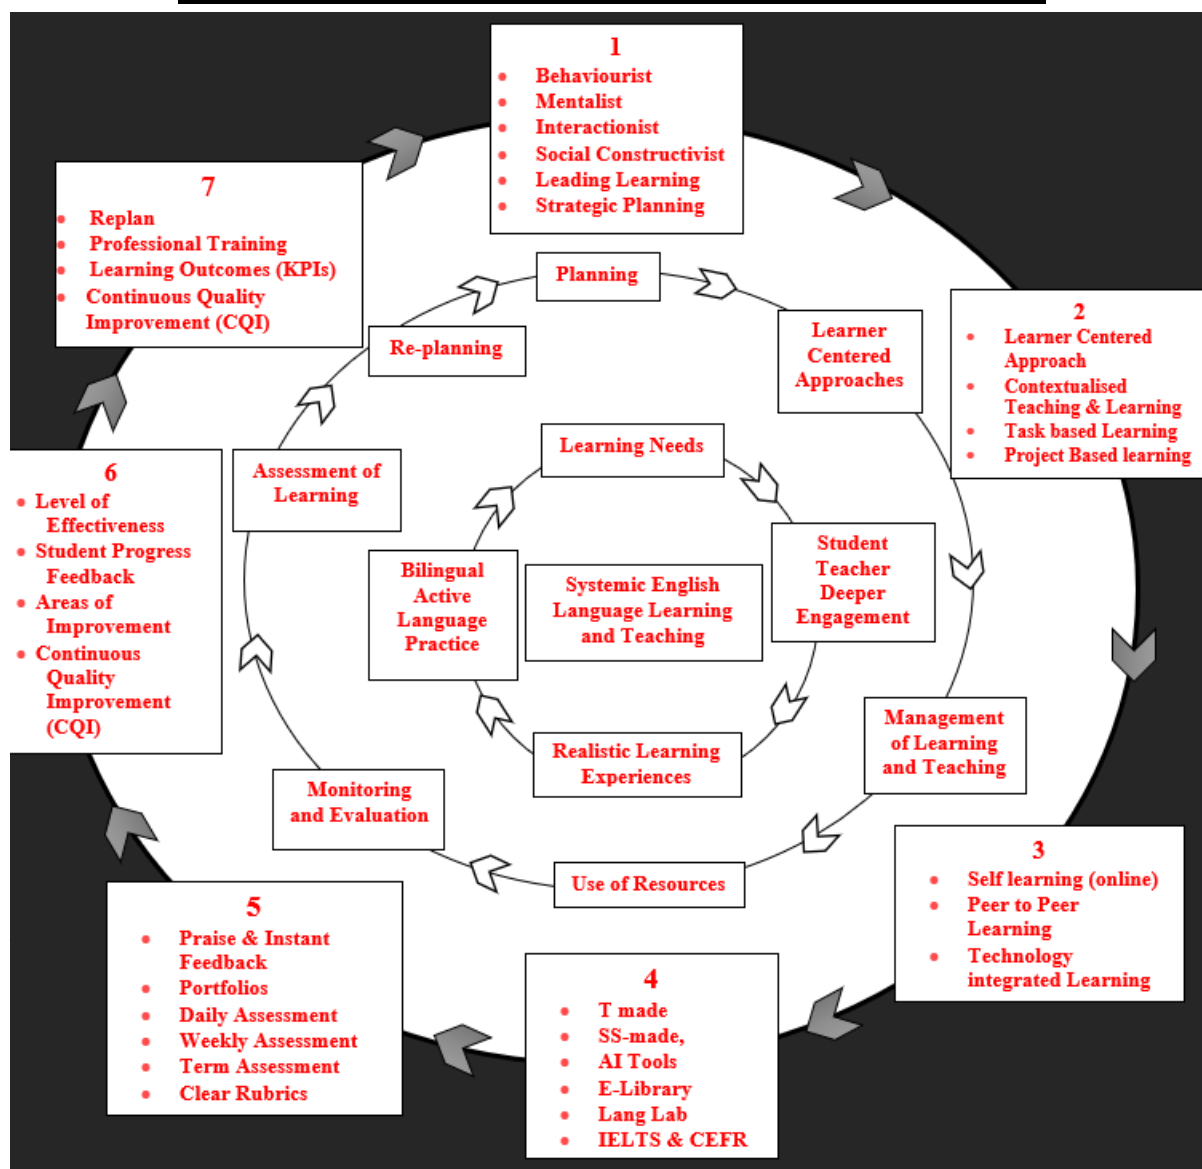 1
Behaviourist
Mentalist
Interactionist
Social Constructivist
Leading Learning
Strategic Planning
7
Replan
Professional Training
Learning Outcomes (KPIs)
Continuous Quality
Improvement (CQI)
2
Learner Centered
Approach
Contextualised
Teaching & Learning
Task based Learning
Project Based learning
Planning
Re-planning
Learner
Centered
Approaches
Learning Needs
Assessment of
Learning
6
Level of
Effectiveness
Student Progress
Feedback
Areas of
Improvement
Continuous
Quality
Improvement
(CQI)
Bilingual
Active
Language
Practice
Systemic English
Language Learning
and Teaching
Student
Teacher
Deeper
Engagement
Realistic Learning
Experiences
Management
of Learning
and Teaching
Monitoring
and Evaluation
Use of Resources
3
Self learning (online)
Peer to Peer
Learning
Technology
integrated Learning
5
Praise & Instant
Feedback
Portfolios
Daily Assessment
Weekly Assessment
Term Assessment
Clear Rubrics
4
T made
SS-made,
AI Tools
E-Library
Lang Lab
IELTS & CEFR